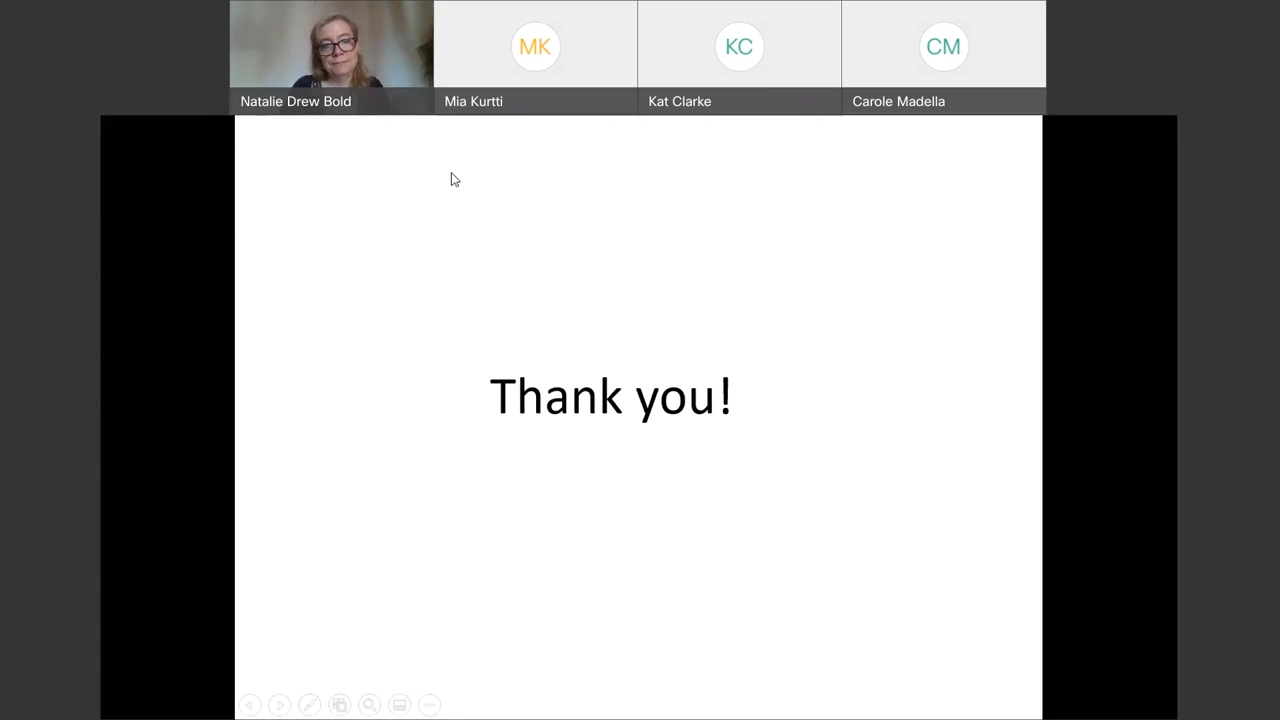 MK
KC
CM
Natalie Drew Bold
Mia Kurtti
Kat Clarke
Carole Madella
Thank you!